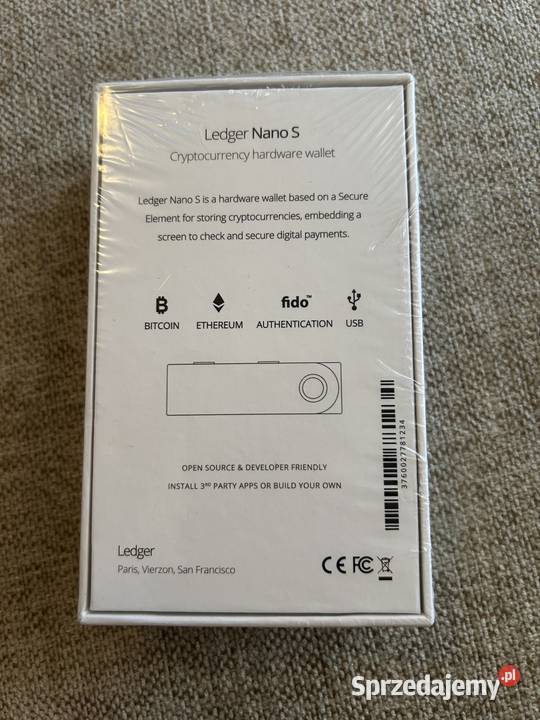 Ledger Nano S
Cryptocurrency hardware wallet
Ledger Nano S is a hardware wallet based on a Secure
Element for storing cryptocurrencies, embedding a
screen to check and secure digital payments.
fido™
BITCOIN ETHEREUM AUTHENTICATION USB
3760027781234
OPEN SOURCE & DEVELOPER FRIENDLY
INSTALL 3RD PARTY APPS OR BUILD YOUR OWN
Ledger
Paris, Vierzon, San Francisco
CE FC
Sprzedajemy.pl